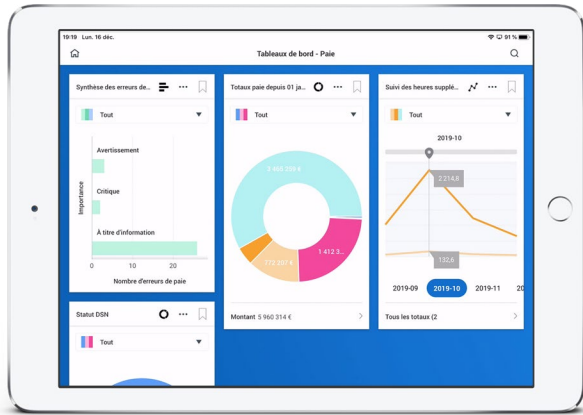 19:19 Lun. 16 déc.
91 %
Tableaux de bord - Paie
Synthèse des erreurs de...
Tout
Importance
Avertissement
Critique
À titre d'information
0 10 20
Nombre d'erreurs de paie
Statut DSN
Tout
Totaux paie depuis 01 ja...
Tout
1 412 3...
772 207 €
Montant 5 960 314 €
Suivi des heures supplé...
Tout
2019-10
2 214,8
132,6
2019-09 2019-10 2019-11 20
Tous les totaux (2